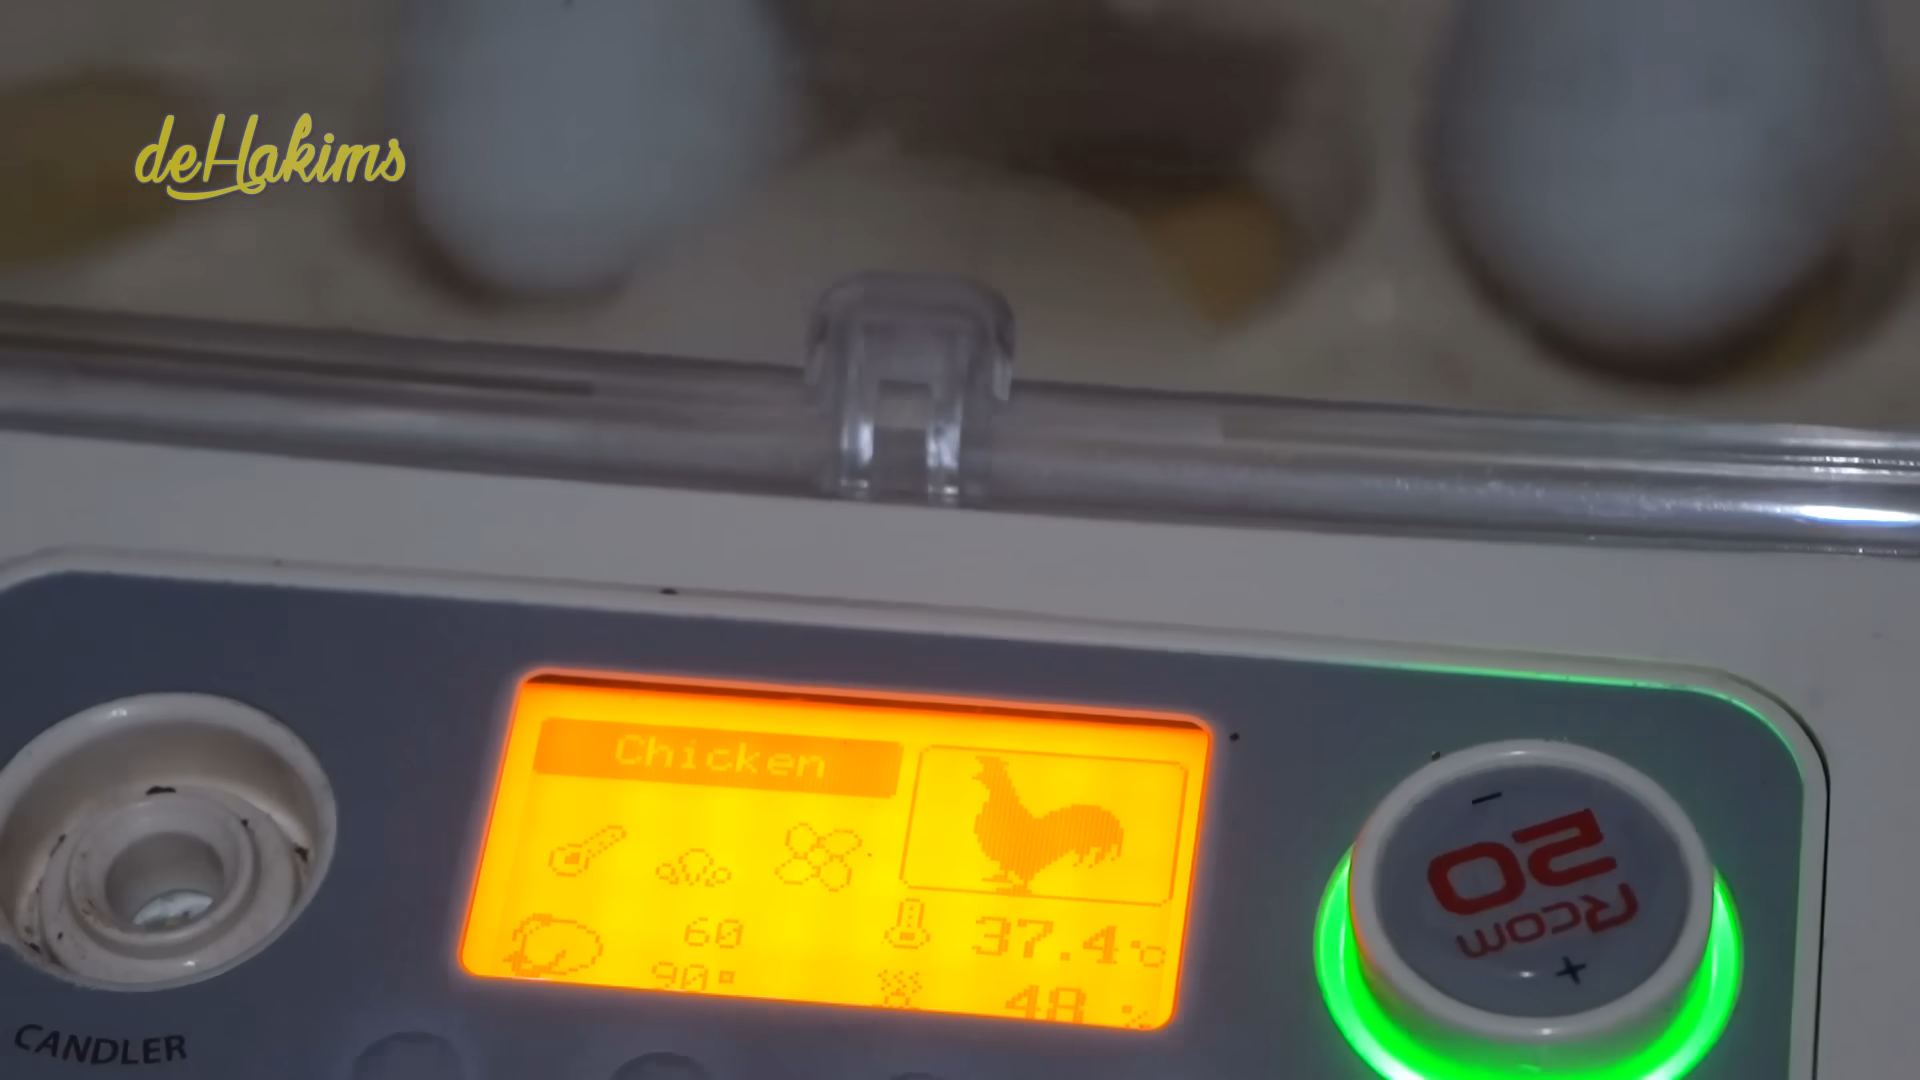 deHakims
Chicken
60
90°
37.4°C
48 %
−
20
Rcom
+
CANDLER